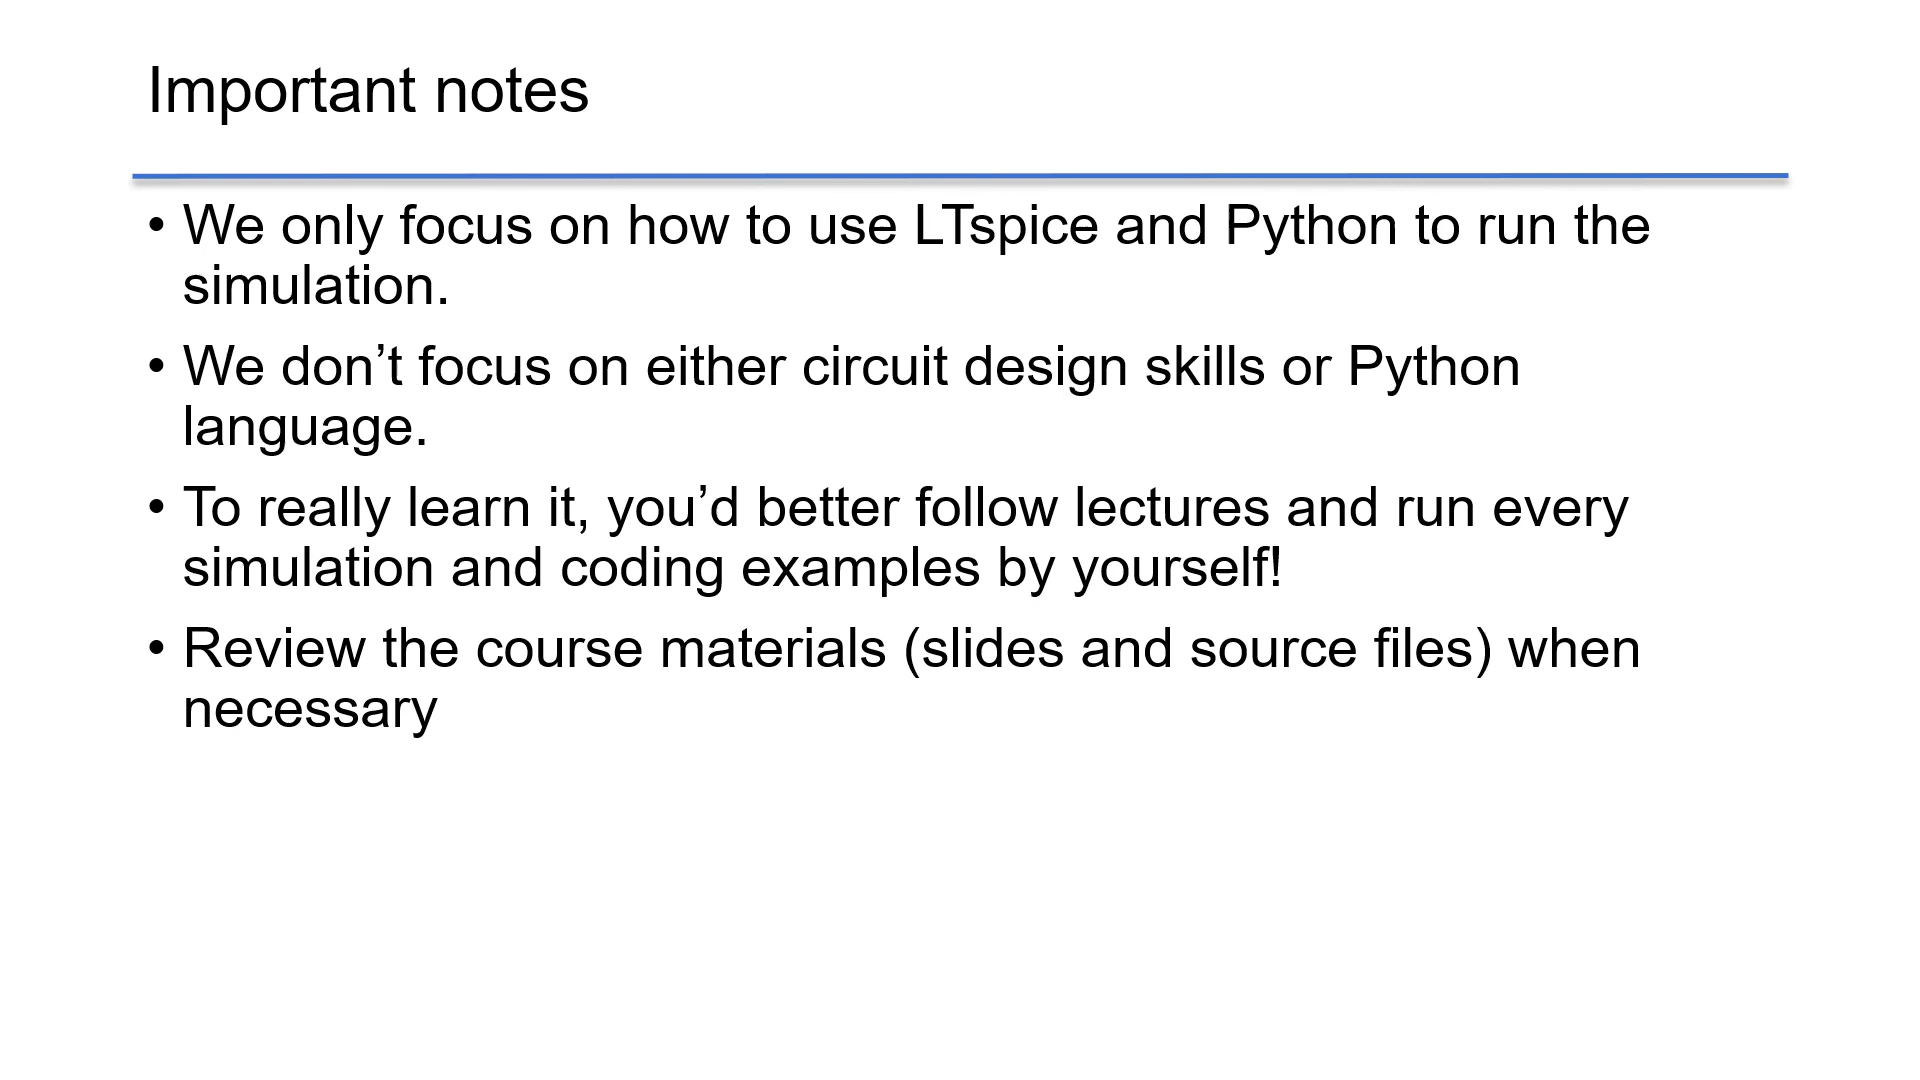 Important notes
• We only focus on how to use LTspice and Python to run the
simulation.
• We don’t focus on either circuit design skills or Python
language.
• To really learn it, you’d better follow lectures and run every
simulation and coding examples by yourself!
• Review the course materials (slides and source files) when
necessary